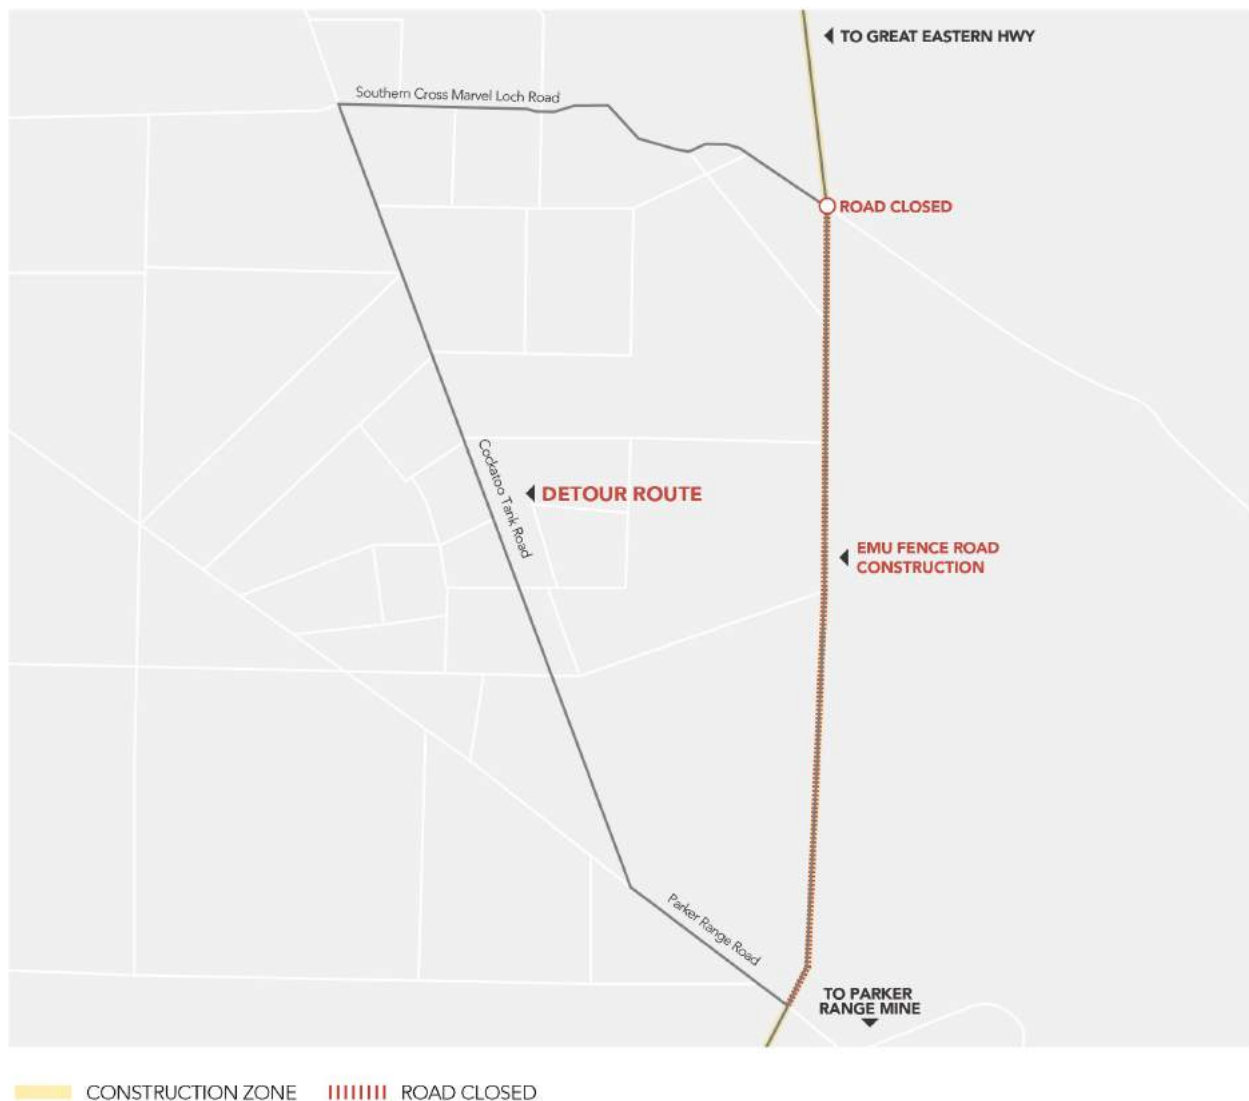 TO GREAT EASTERN HWY
Southern Cross Marvel Loch Road
ROAD CLOSED
Cockatoo Tank Road
DETOUR ROUTE
EMU FENCE ROAD
CONSTRUCTION
Parker Range Road
TO PARKER
RANGE MINE
CONSTRUCTION ZONE
ROAD CLOSED